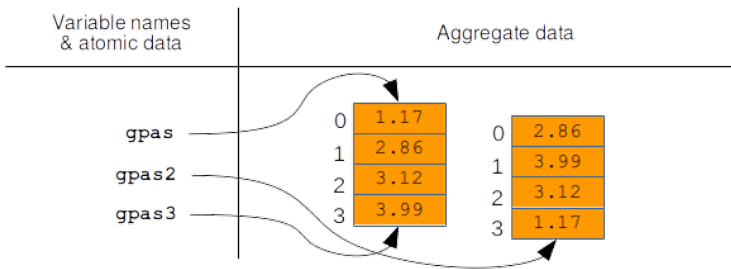 Variable names
& atomic data
Aggregate data
gpas
gpas2
gpas3
0 1.17
1 2.86
2 3.12
3 3.99
0 2.86
1 3.99
2 3.12
3 1.17